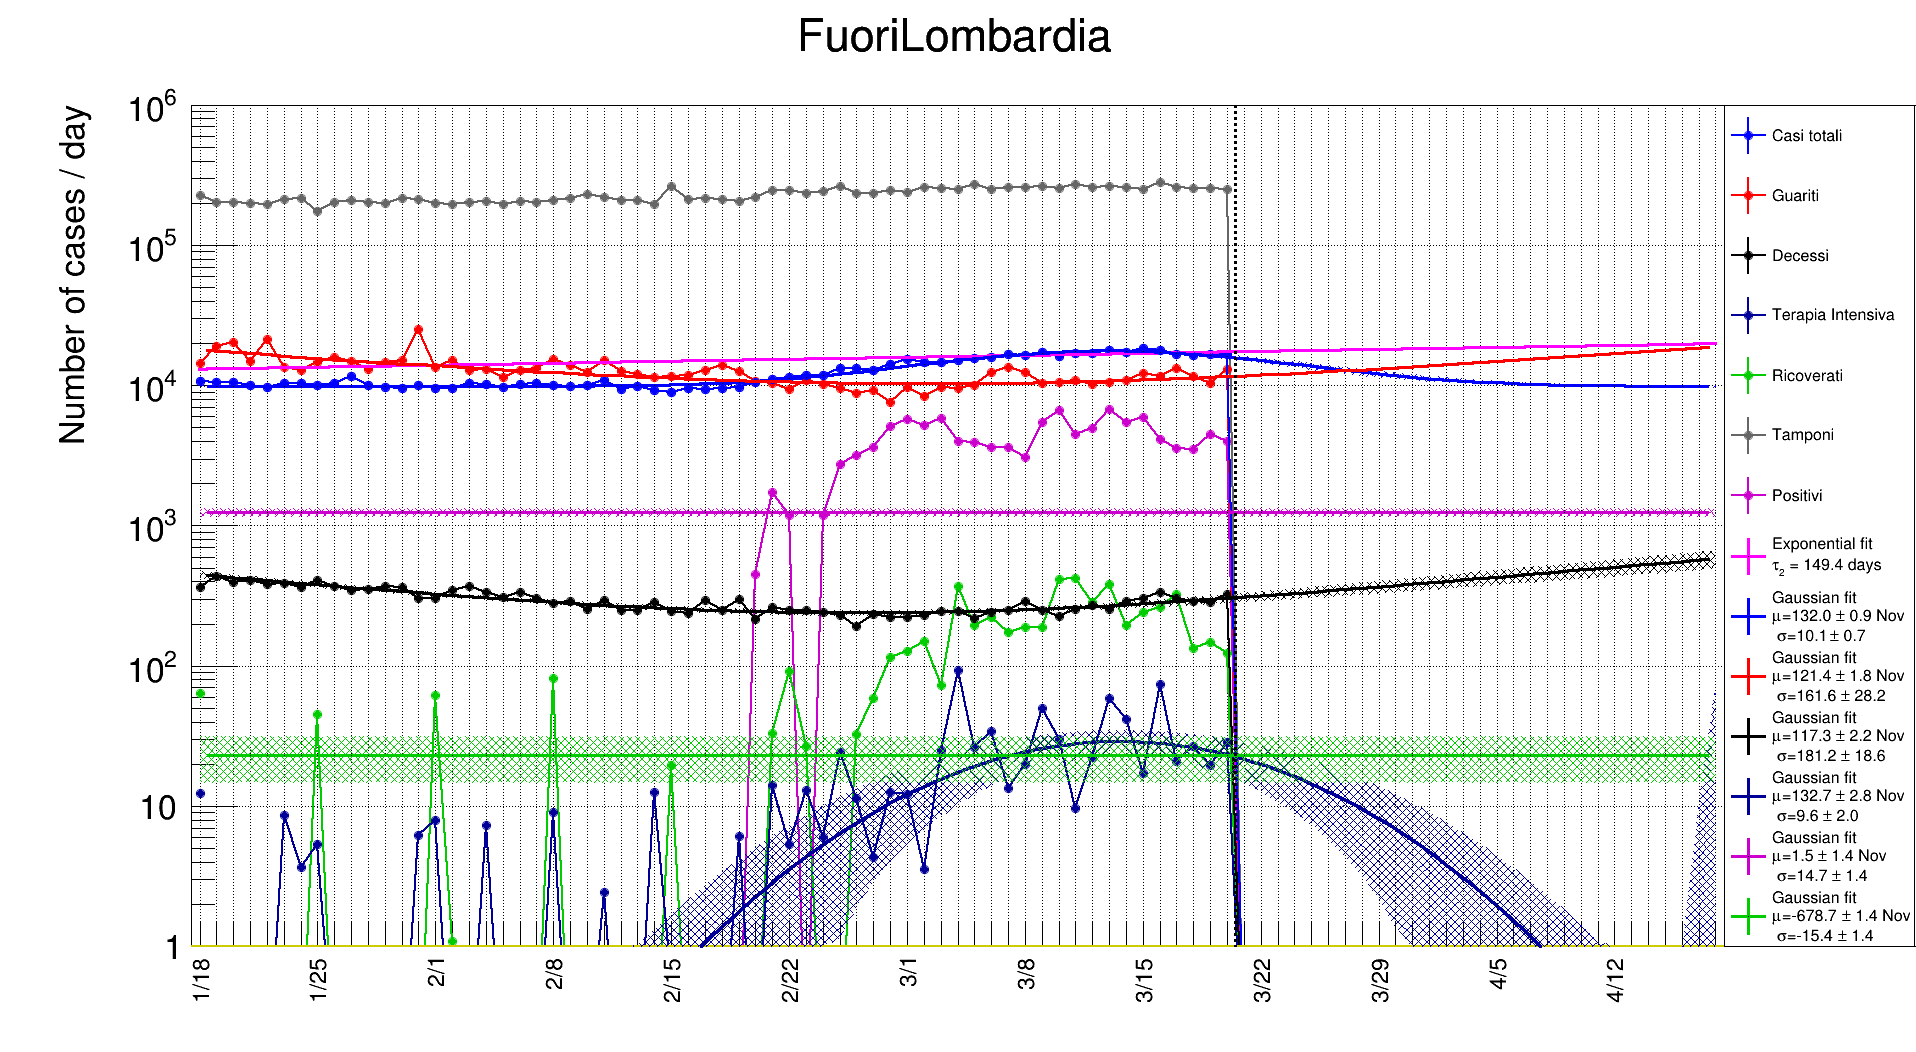 FuoriLombardia
Number of cases / day
10^6
10^5
10^4
10^3
10^2
10
1
1/18
1/25
2/1
2/8
2/15
2/22
3/1
3/8
3/15
3/22
3/29
4/5
4/12
Casi totali
Guariti
Decessi
Terapia Intensiva
Ricoverati
Tamponi
Positivi
Exponential fit
τ₂ = 149.4 days
Gaussian fit
μ=132.0 ± 0.9 Nov
σ=10.1 ± 0.7
Gaussian fit
μ=121.4 ± 1.8 Nov
σ=161.6 ± 28.2
Gaussian fit
μ=117.3 ± 2.2 Nov
σ=181.2 ± 18.6
Gaussian fit
μ=132.7 ± 2.8 Nov
σ=9.6 ± 2.0
Gaussian fit
μ=1.5 ± 1.4 Nov
σ=14.7 ± 1.4
Gaussian fit
μ=-678.7 ± 1.4 Nov
σ=-15.4 ± 1.4